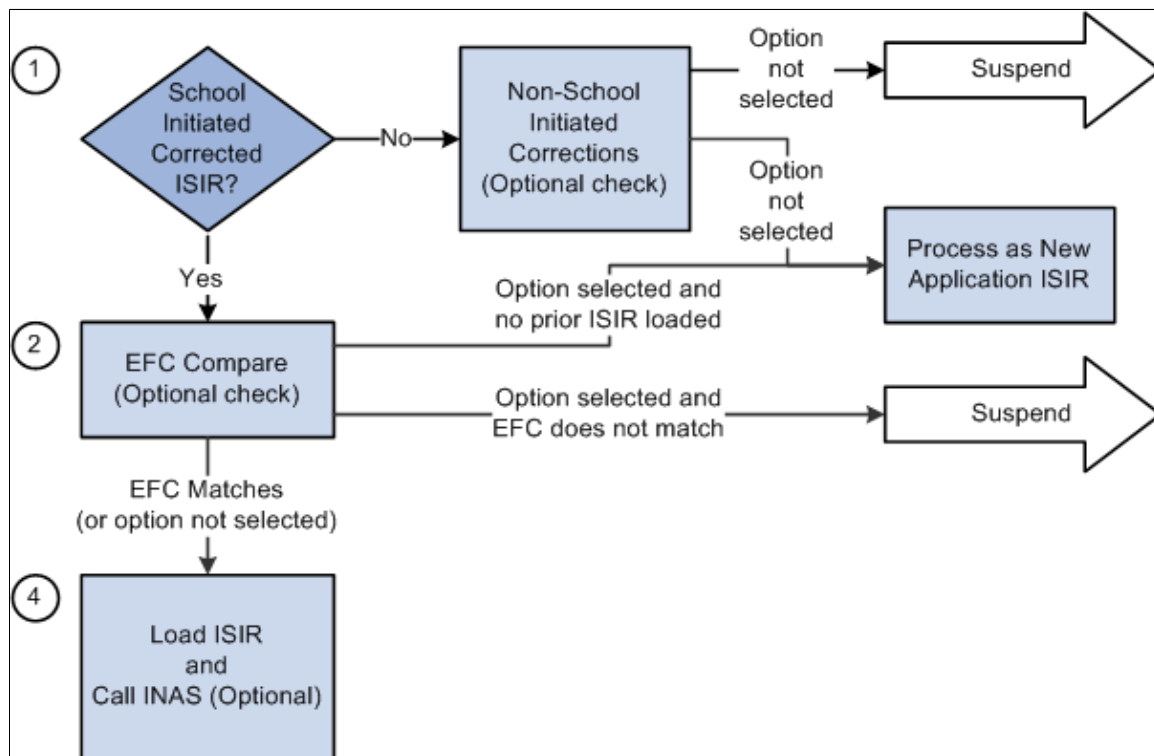 1
School
Initiated
Corrected
ISIR?
No
Non-School
Initiated
Corrections
(Optional check)
Option
not
selected
Suspend
Option
not
selected
Process as New
Application ISIR
Yes
2
EFC Compare
(Optional check)
Option selected and
no prior ISIR loaded
Option selected and
EFC does not match
Suspend
EFC Matches
(or option not selected)
4
Load ISIR
and
Call INAS (Optional)